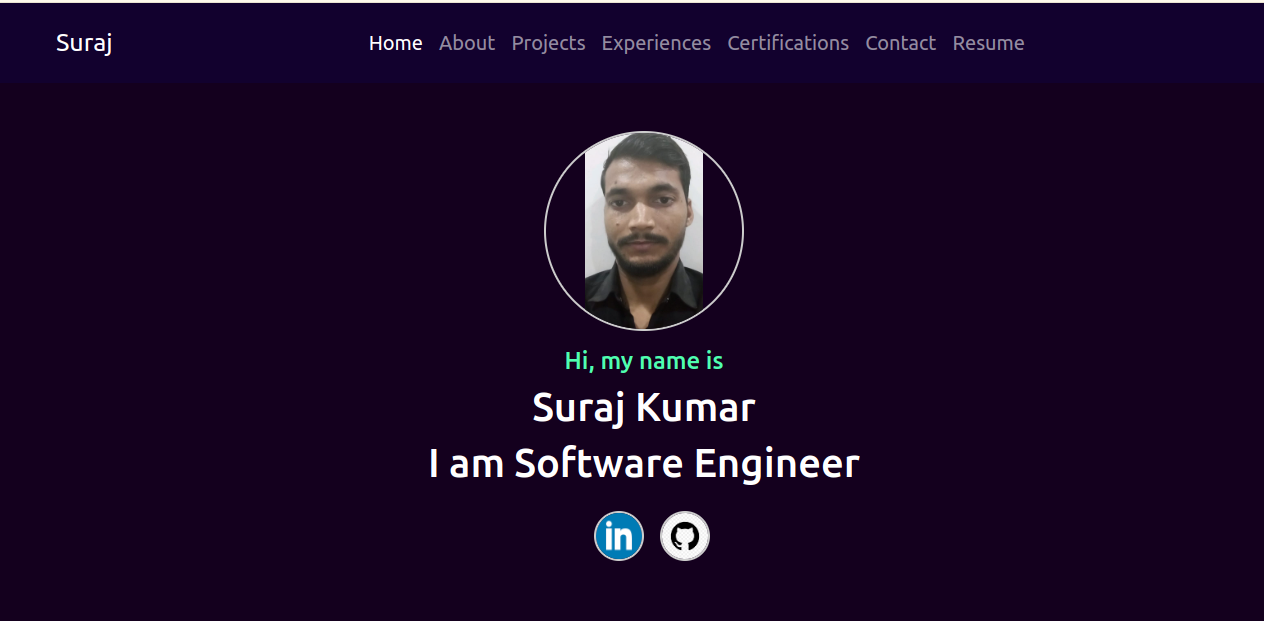 Suraj Home About Projects Experiences Certifications Contact Resume
Hi, my name is
Suraj Kumar
I am Software Engineer
in